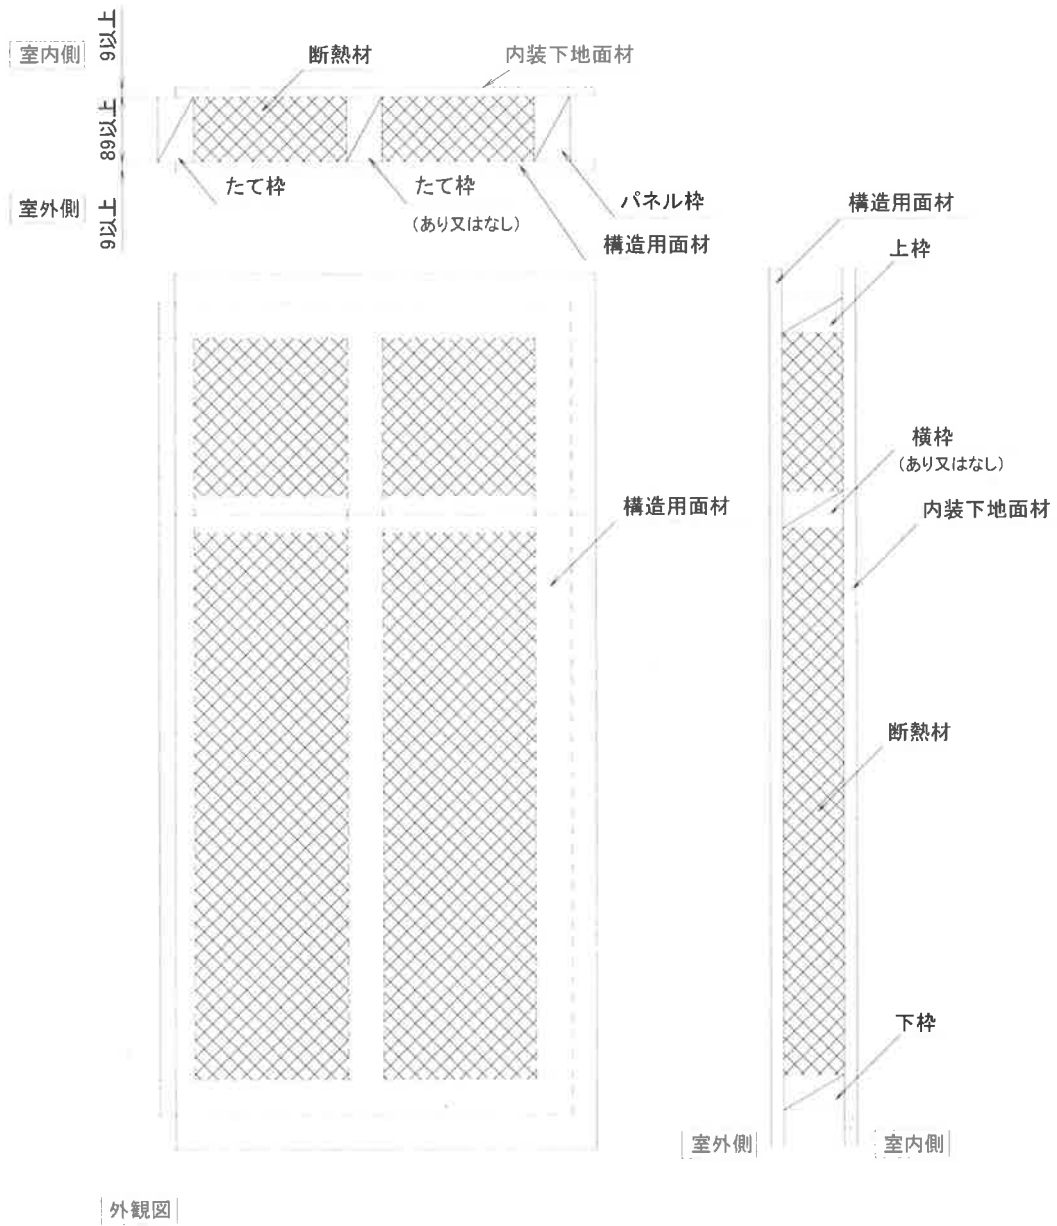 9以上
室内側
断熱材
内装下地面材
89以上
たて枠
たて枠
(あり又はなし)
パネル枠
構造用面材
室外側
9以上
構造用面材
上枠
横枠
(あり又はなし)
構造用面材
内装下地面材
断熱材
下枠
室外側
室内側
外観図